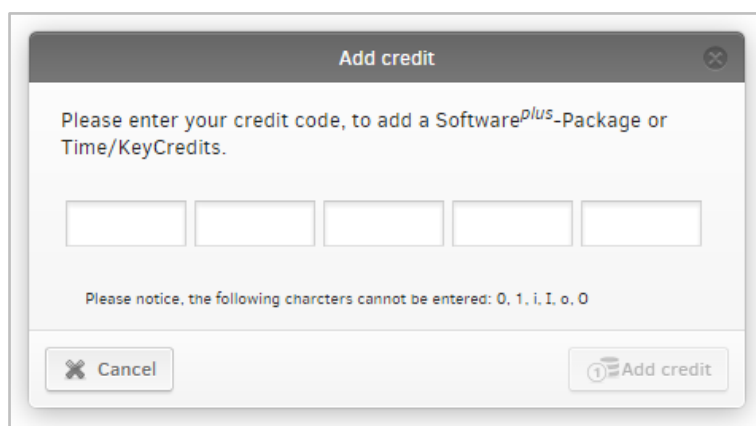 Add credit
Please enter your credit code, to add a Softwareplus-Package or
Time/KeyCredits.
Please notice, the following charcters cannot be entered: 0, 1, i, I, o, O
Cancel
1 Add credit